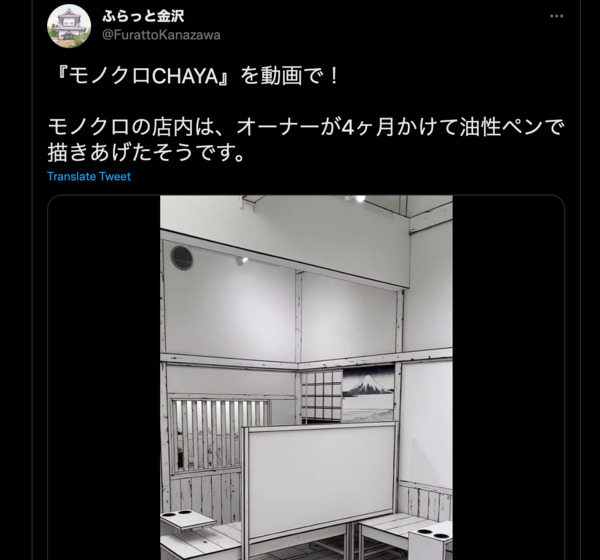 ふらっと金沢
@FurattoKanazawa
『モノクロCHAYA』を動画で！
モノクロの店内は、オーナーが4ヶ月かけて油性ペンで
描きあげたそうです。
Translate Tweet